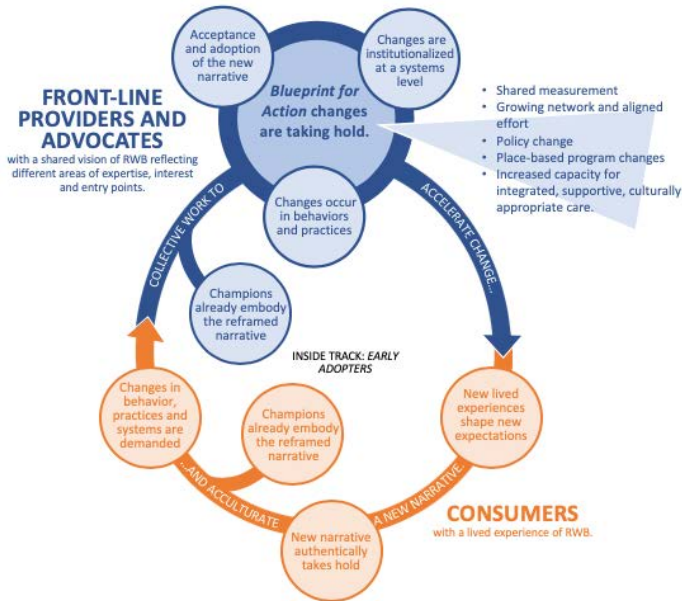 Acceptance
and adoption
of the new
narrative
Changes are
institutionalized
at a systems
level
Blueprint for
Action changes
are taking hold.
FRONT-LINE
PROVIDERS AND
ADVOCATES
with a shared vision of RWB reflecting
different areas of expertise, interest
and entry points.
• Shared measurement
• Growing network and aligned
effort
• Policy change
• Place-based program changes
• Increased capacity for
integrated, supportive, culturally
appropriate care.
Changes occur
in behaviors
and practices
COLLECTIVE WORK TO
ACCELERATE CHANGE...
Champions
already embody
the reframed
narrative
INSIDE TRACK: EARLY
ADOPTERS
Changes in
behavior,
practices and
systems are
demanded
Champions
already embody
the reframed
narrative
New lived
experiences
shape new
expectations
...AND ACCULTURATE
A NEW NARRATIVE.
New narrative
authentically
takes hold
CONSUMERS
with a lived experience of RWB.